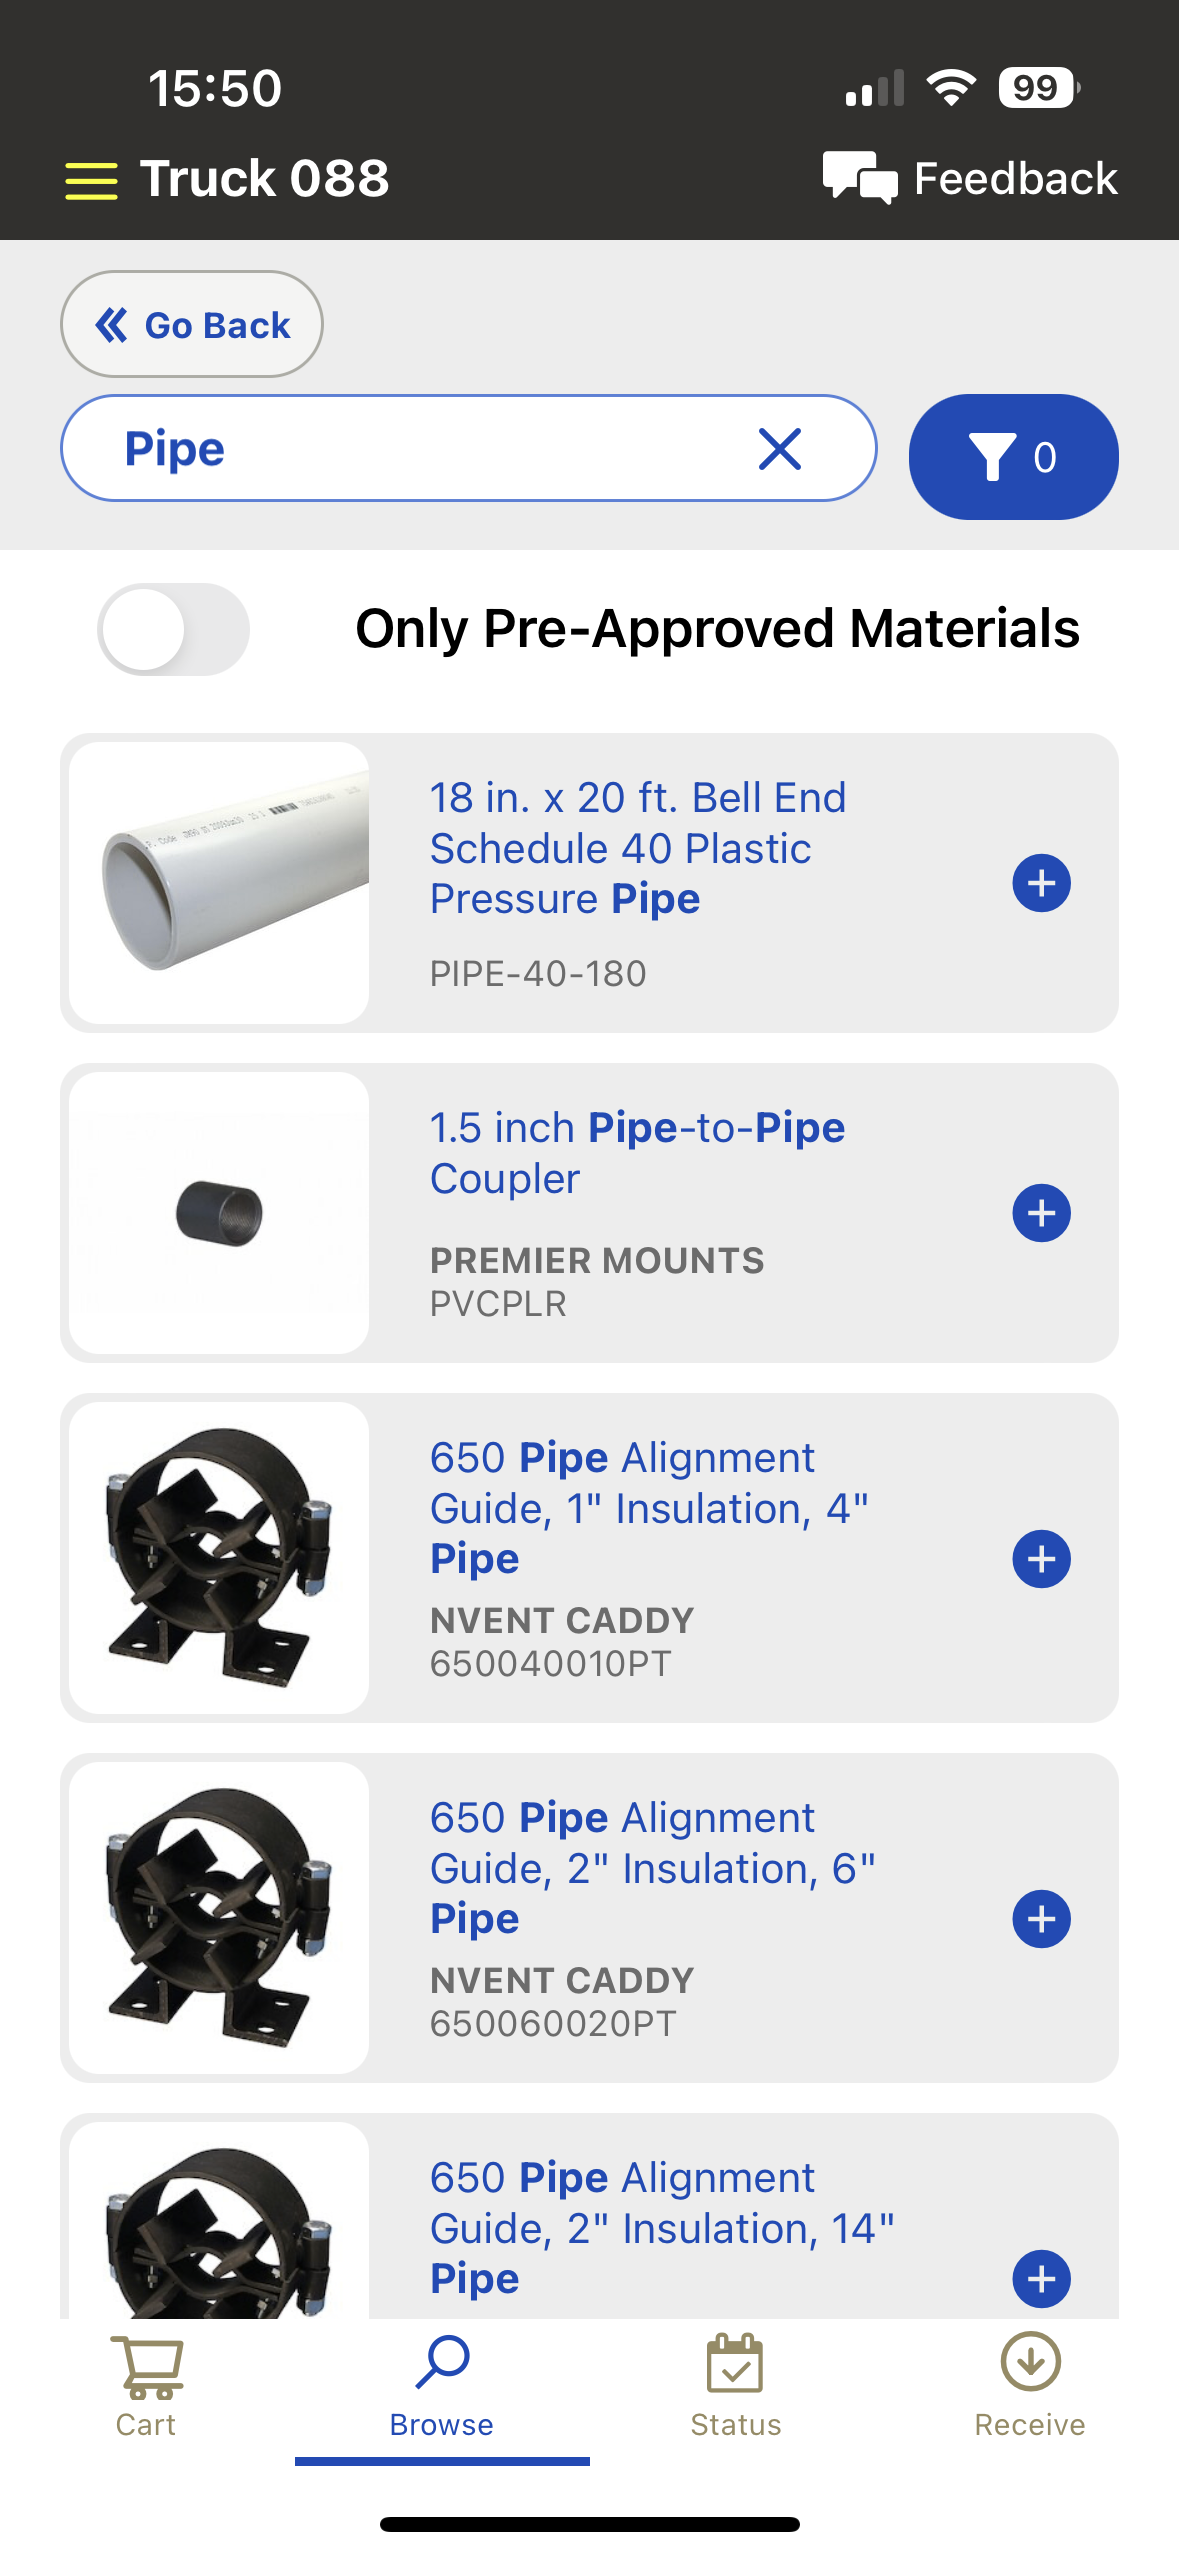 15:50
99
Truck 088
Feedback
Go Back
Pipe
0
Only Pre-Approved Materials
18 in. x 20 ft. Bell End
Schedule 40 Plastic
Pressure Pipe
PIPE-40-180
1.5 inch Pipe-to-Pipe
Coupler
PREMIER MOUNTS
PVCPLR
650 Pipe Alignment
Guide, 1" Insulation, 4"
Pipe
NVENT CADDY
650040010PT
650 Pipe Alignment
Guide, 2" Insulation, 6"
Pipe
NVENT CADDY
650060020PT
650 Pipe Alignment
Guide, 2" Insulation, 14"
Pipe
Cart
Browse
Status
Receive